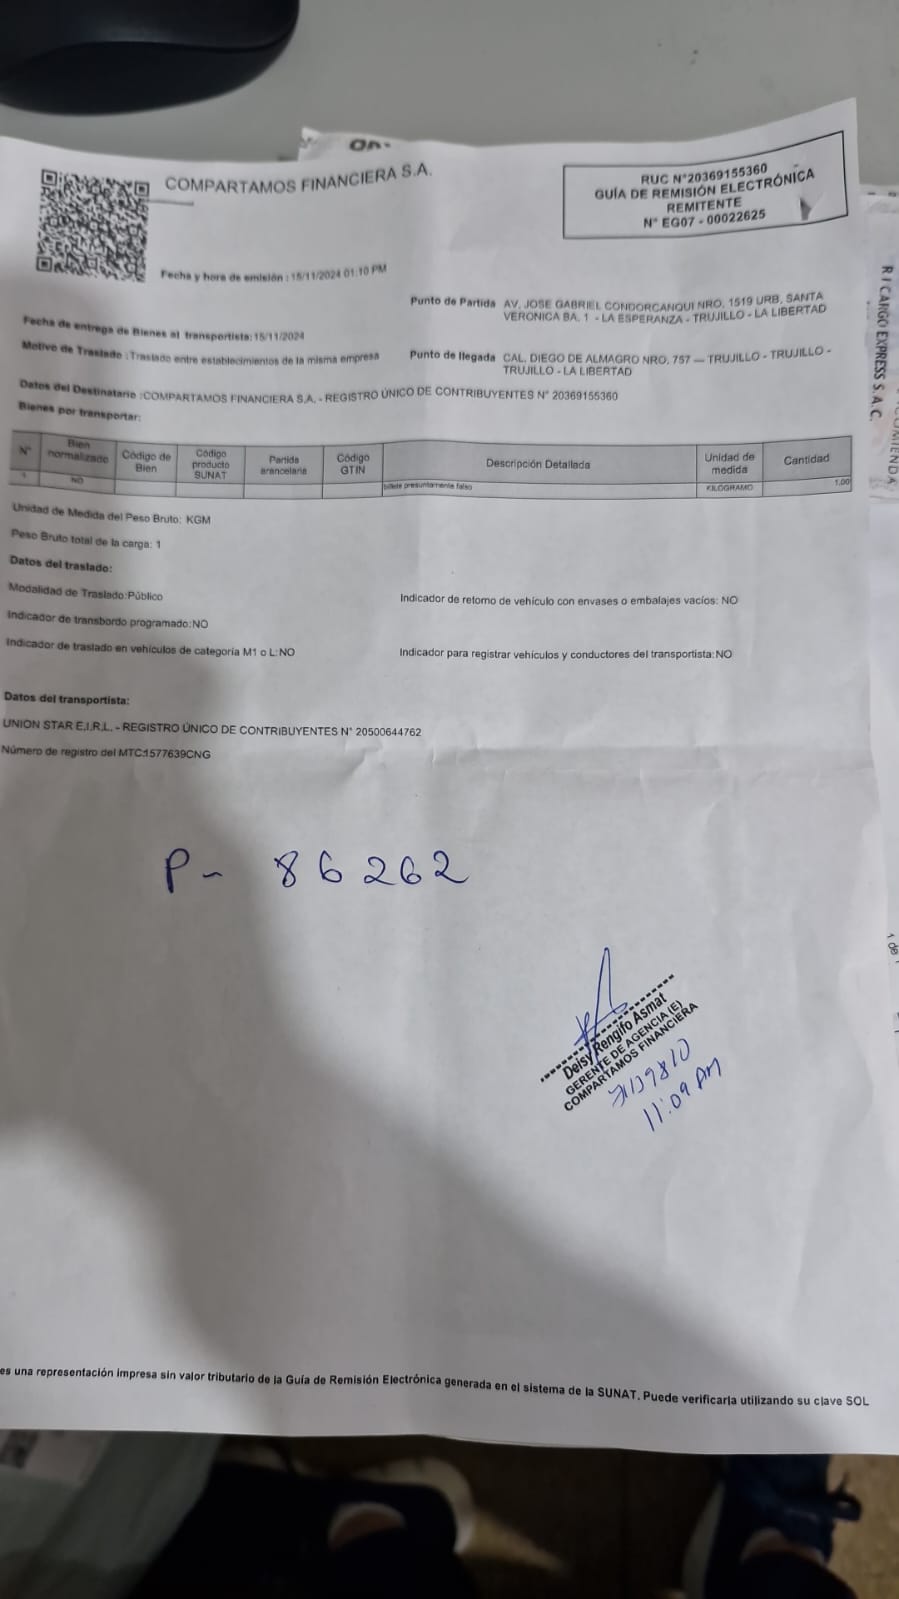 COMPARTAMOS FINANCIERA S.A.
RUC N°20369155360
GUÍA DE REMISIÓN ELECTRÓNICA
REMITENTE
N° EG07 - 00022625
Fecha y hora de emisión : 15/11/2024 01:10 PM
Punto de Partida AV. JOSE GABRIEL CONDORCANQUI NRO. 1519 URB. SANTA
VERONICA BA. 1 - LA ESPERANZA - TRUJILLO - LA LIBERTAD
Fecha de entrega de Bienes al transportista:15/11/2024
Motivo de Traslado :Traslado entre establecimientos de la misma empresa
Punto de llegada CAL. DIEGO DE ALMAGRO NRO. 757 — TRUJILLO - TRUJILLO -
TRUJILLO - LA LIBERTAD
Datos del Destinatario :COMPARTAMOS FINANCIERA S.A. - REGISTRO ÚNICO DE CONTRIBUYENTES N° 20369155360
Bienes por transportar:
N° Bien normalizado Código de Bien Código producto SUNAT Partida arancelaria Código GTIN Descripción Detallada Unidad de medida Cantidad
1 NO billete presuntamente falso KILOGRAMO 1.00
Unidad de Medida del Peso Bruto: KGM
Peso Bruto total de la carga: 1
Datos del traslado:
Modalidad de Traslado:Público
Indicador de retorno de vehículo con envases o embalajes vacíos: NO
Indicador de transbordo programado:NO
Indicador de traslado en vehículos de categoría M1 o L:NO
Indicador para registrar vehículos y conductores del transportista:NO
Datos del transportista:
UNION STAR E.I.R.L. - REGISTRO ÚNICO DE CONTRIBUYENTES N° 20500644762
Número de registro del MTC:1577639CNG
P- 86262
Deisy Rengifo Asmat
GERENTE DE AGENCIA (E)
COMPARTAMOS FINANCIERA
11:09 AM
es una representación impresa sin valor tributario de la Guía de Remisión Electrónica generada en el sistema de la SUNAT. Puede verificarla utilizando su clave SOL
R I CARGO EXPRESS S.A.C.
1 de